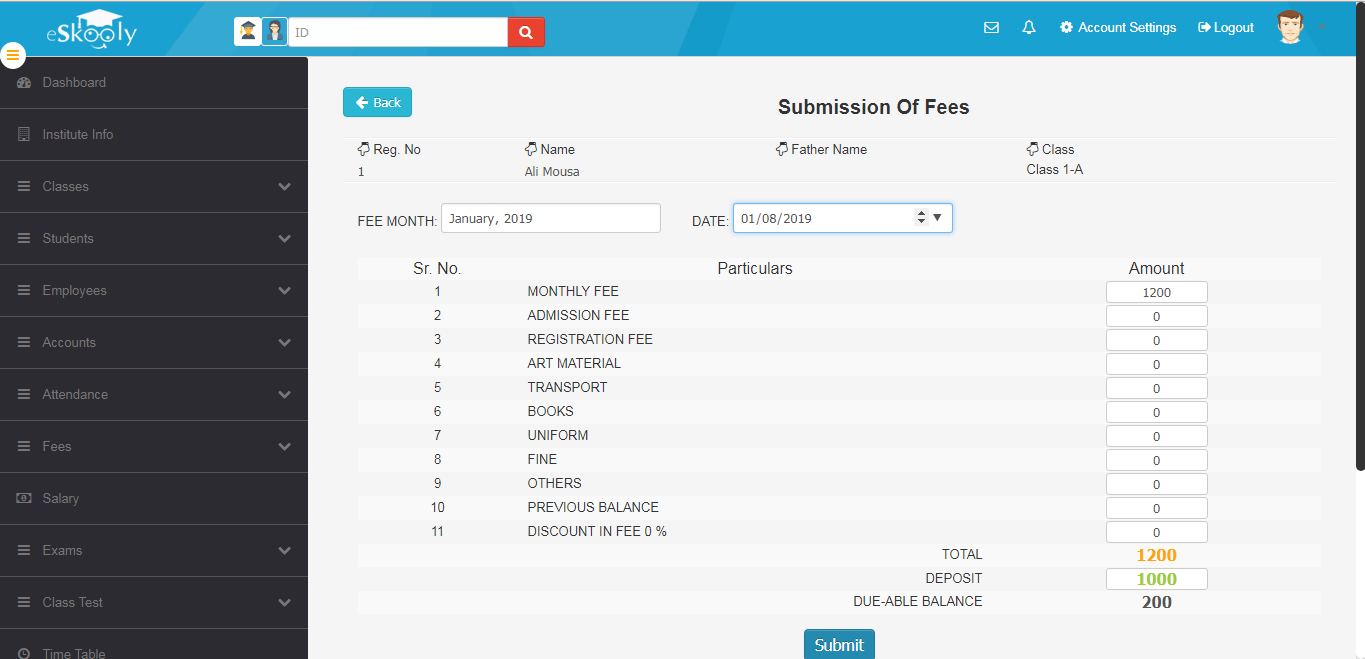 eSkooly
ID
Account Settings
Logout
Dashboard
Institute Info
Classes
Students
Employees
Accounts
Attendance
Fees
Salary
Exams
Class Test
Time Table
Back
Submission Of Fees
Reg. No Name Father Name Class
1 Ali Mousa Class 1-A
FEE MONTH: January, 2019 DATE: 01/08/2019
Sr. No. Particulars Amount
1 MONTHLY FEE 1200
2 ADMISSION FEE 0
3 REGISTRATION FEE 0
4 ART MATERIAL 0
5 TRANSPORT 0
6 BOOKS 0
7 UNIFORM 0
8 FINE 0
9 OTHERS 0
10 PREVIOUS BALANCE 0
11 DISCOUNT IN FEE 0 % 0
TOTAL 1200
DEPOSIT 1000
DUE-ABLE BALANCE 200
Submit